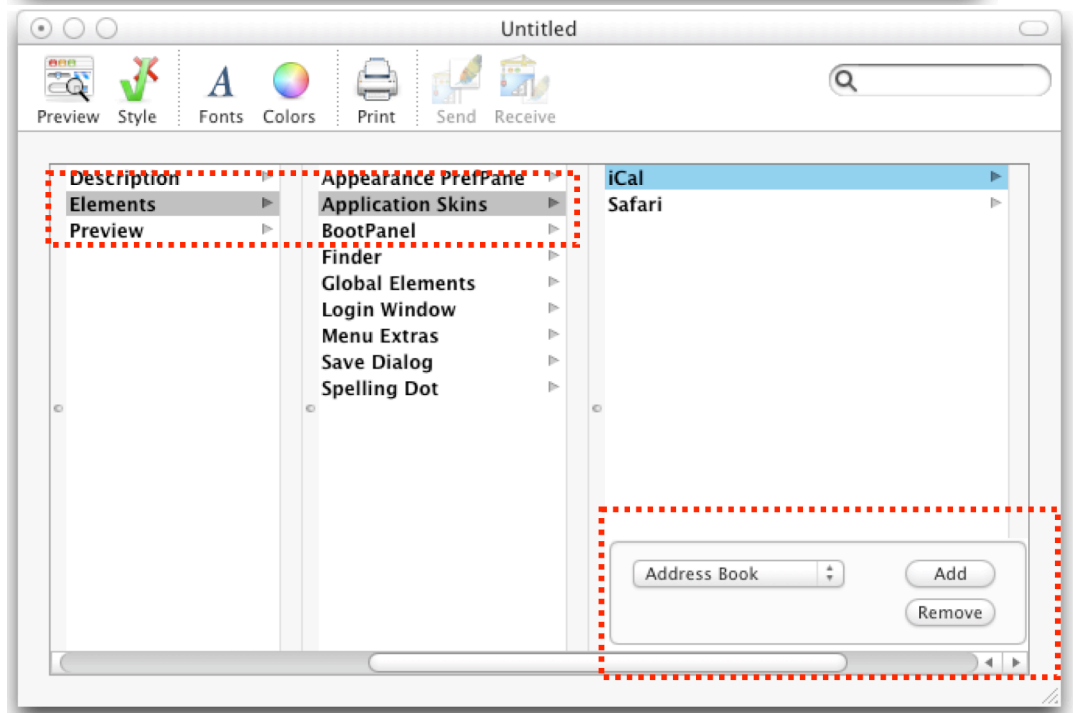 Untitled
Preview Style Fonts Colors Print Send Receive
Description Appearance PrefPane iCal
Elements Application Skins Safari
Preview BootPanel
Finder
Global Elements
Login Window
Menu Extras
Save Dialog
Spelling Dot
Address Book Add
Remove